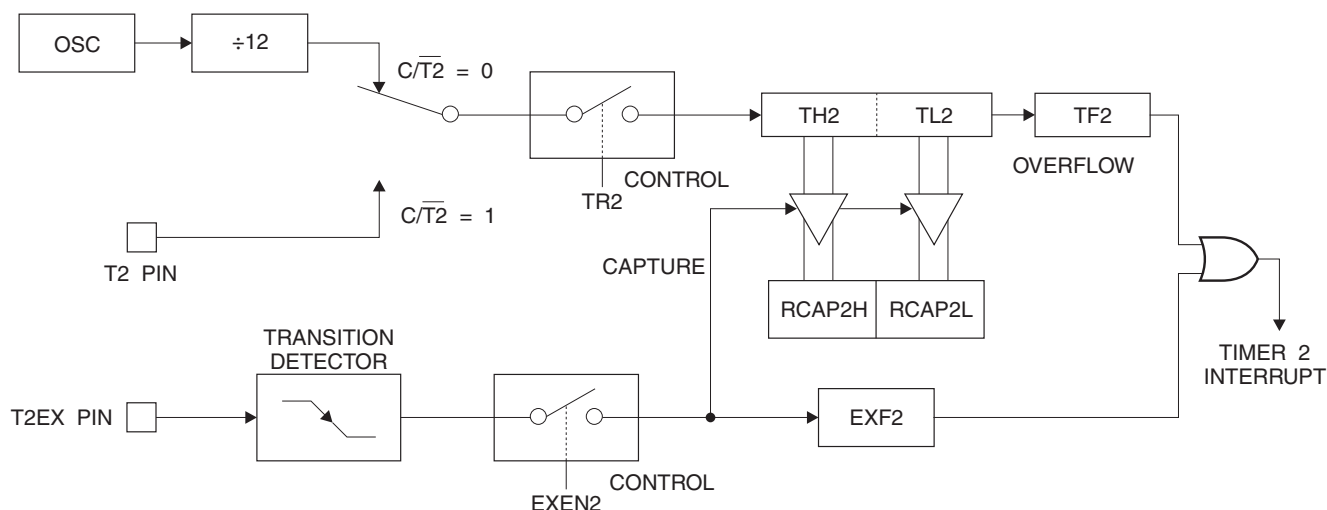 OSC
÷12
C/T2̅ = 0
TH2
TL2
TF2
OVERFLOW
CONTROL
TR2
C/T2̅ = 1
T2 PIN
CAPTURE
RCAP2H
RCAP2L
TRANSITION
DETECTOR
TIMER 2
INTERRUPT
T2EX PIN
EXF2
CONTROL
EXEN2